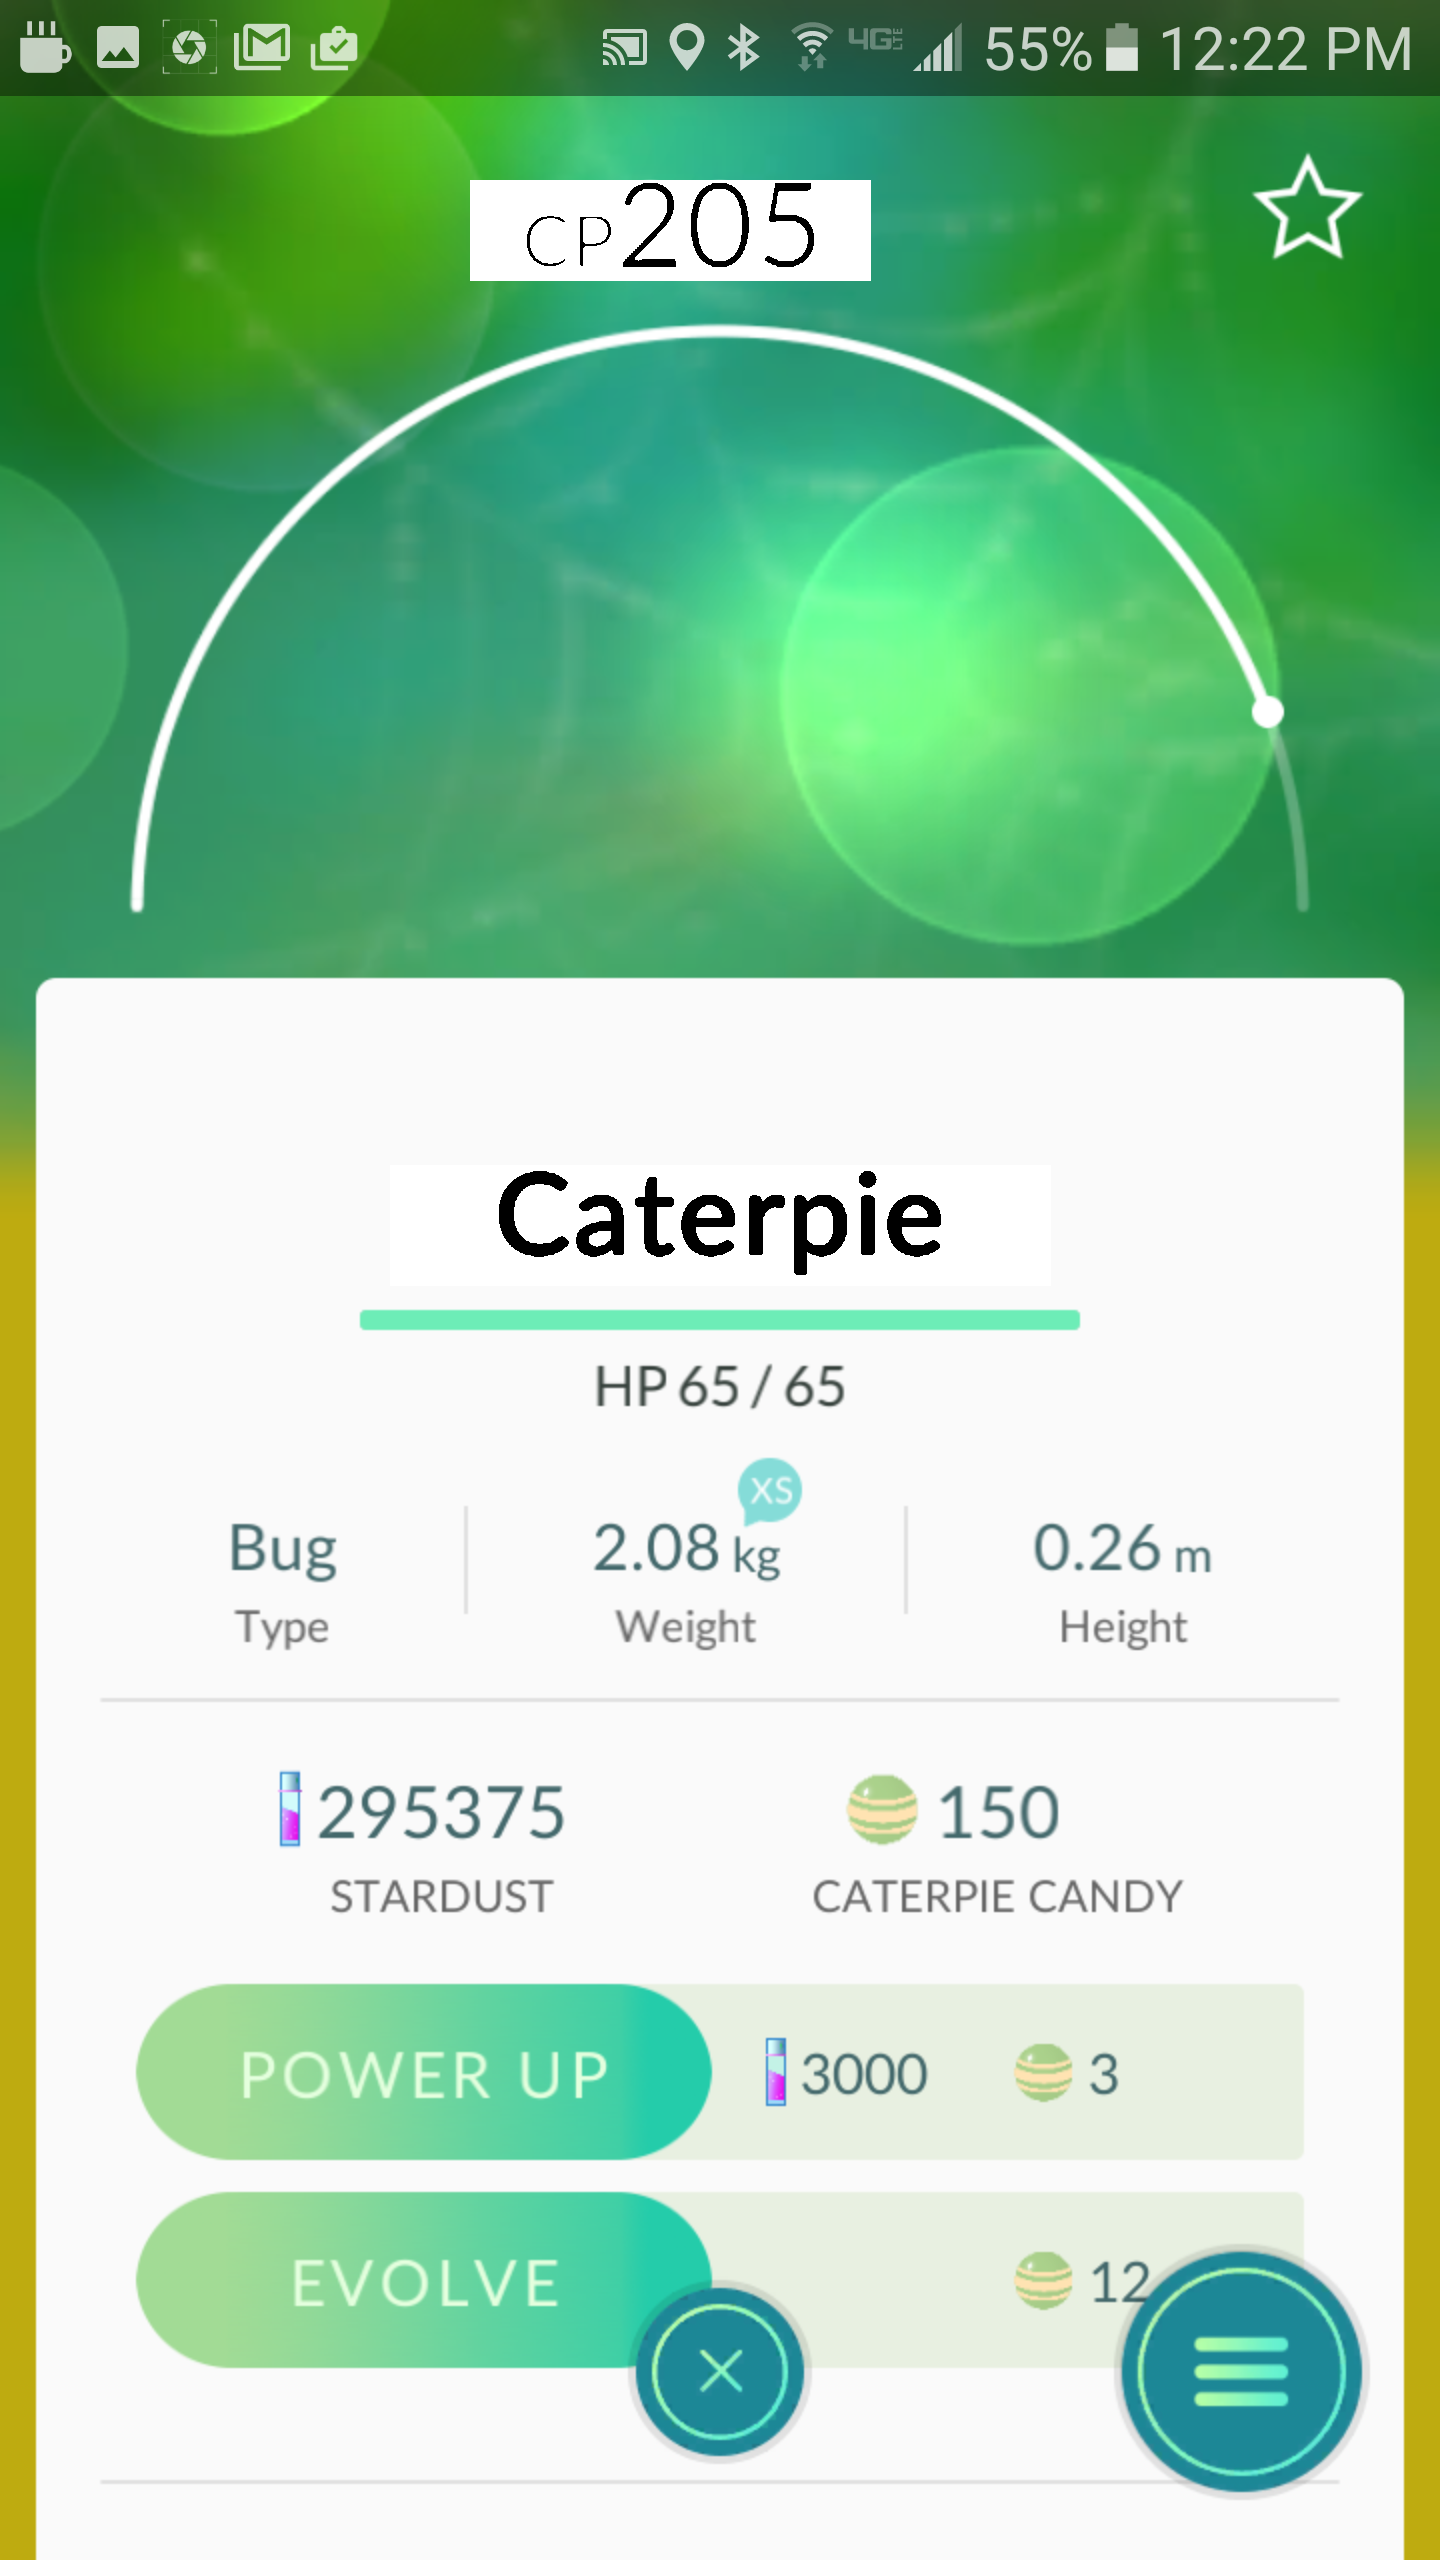 4G LTE 55% 12:22 PM
CP205
Caterpie
HP 65 / 65
XS
Bug 2.08 kg 0.26 m
Type Weight Height
295375 150
STARDUST CATERPIE CANDY
POWER UP 3000 3
EVOLVE 12